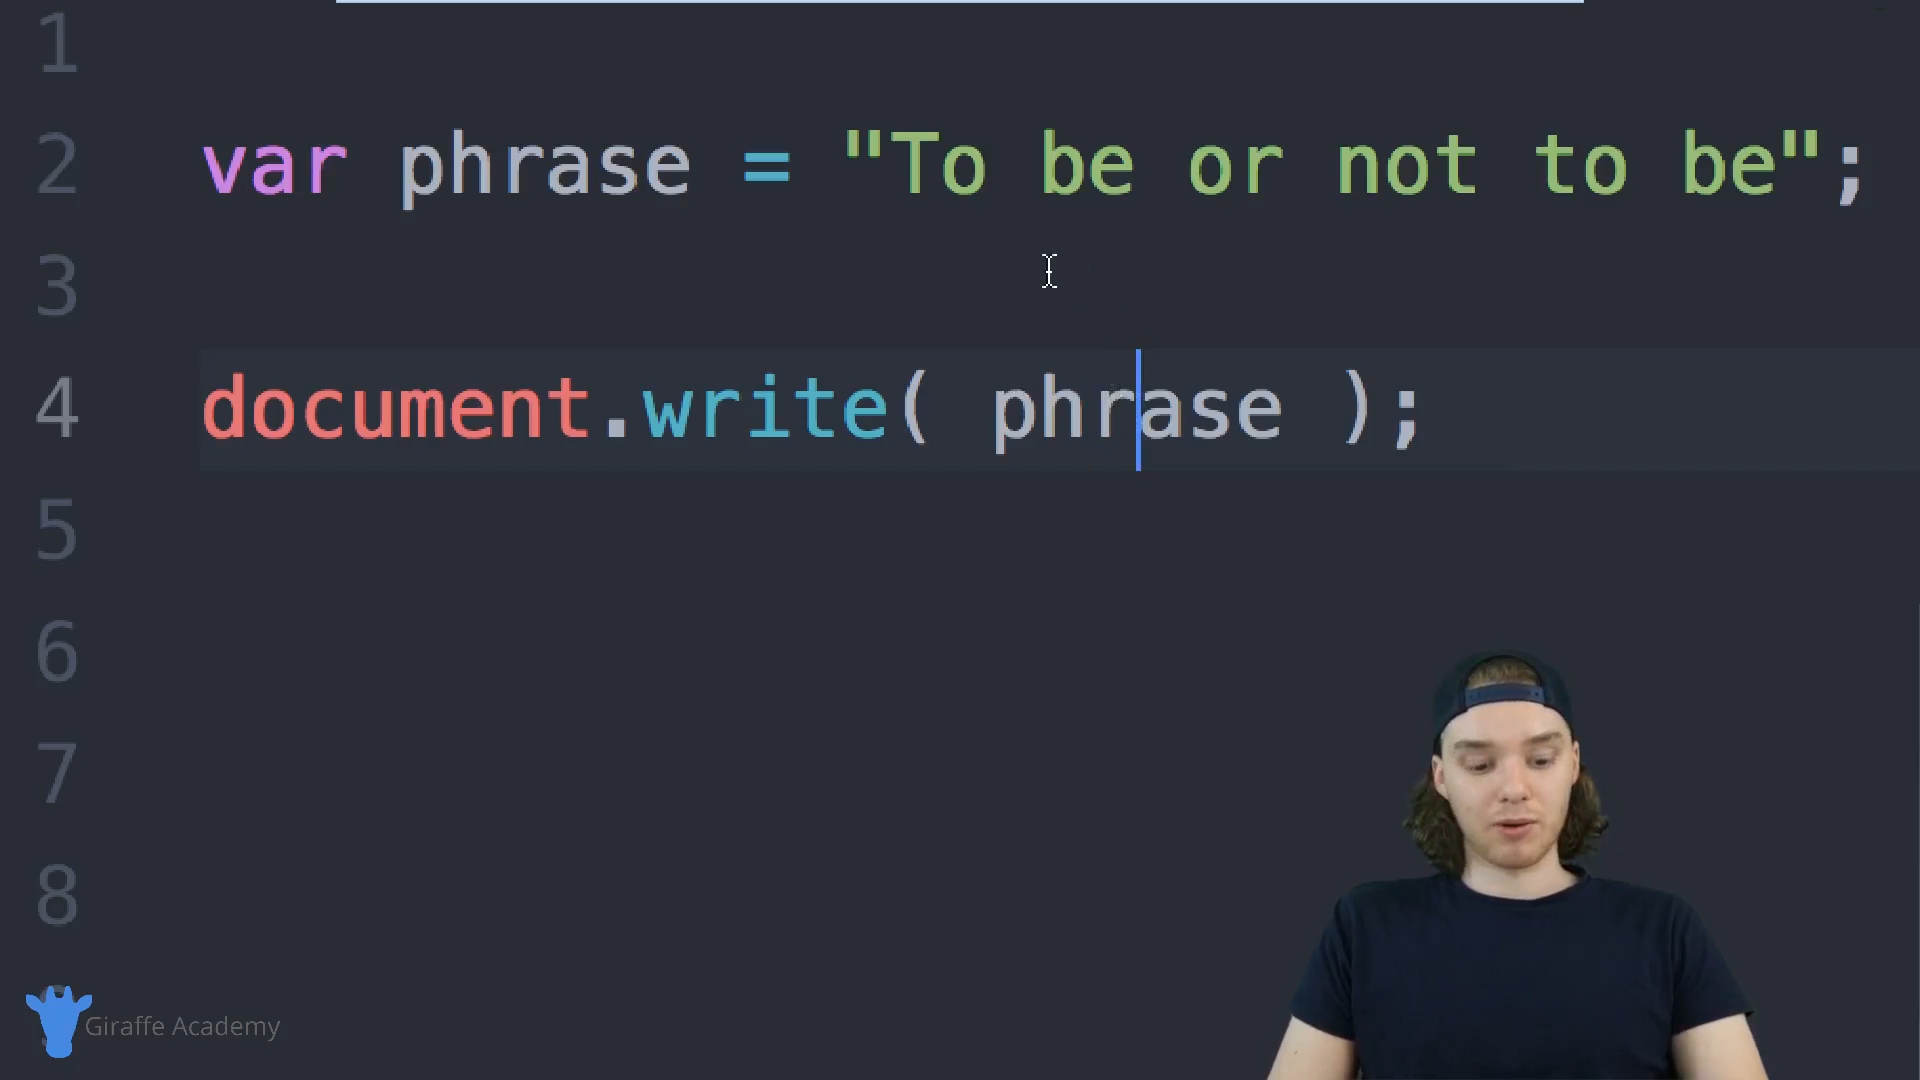 1
2 var phrase = "To be or not to be";
3
4 document.write( phrase );
5
6
7
8
Giraffe Academy